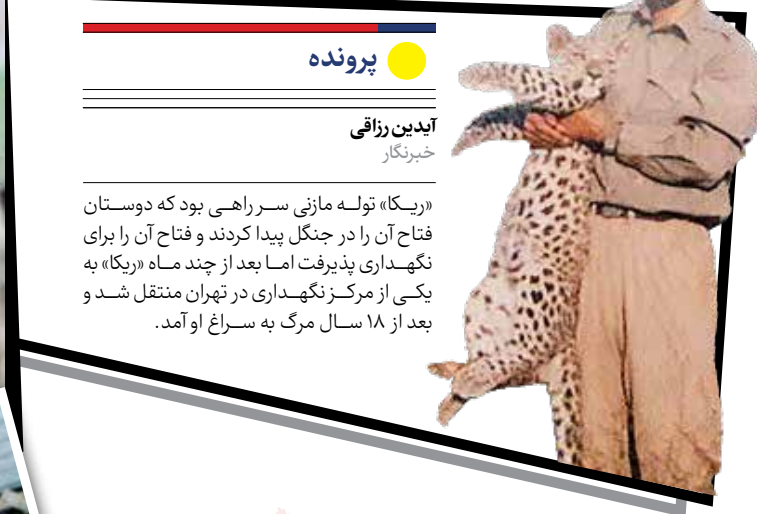 پرونده
آیدین رزاقی
خبرنگار
«ریکا» توله مازنی سر راهی بود که دوستان
فتاح آن را در جنگل پیدا کردند و فتاح آن را برای
نگهداری پذیرفت اما بعد از چند ماه «ریکا» به
یکی از مرکز نگهداری در تهران منتقل شد و
بعد از ۱۸ سال مرگ به سراغ او آمد.